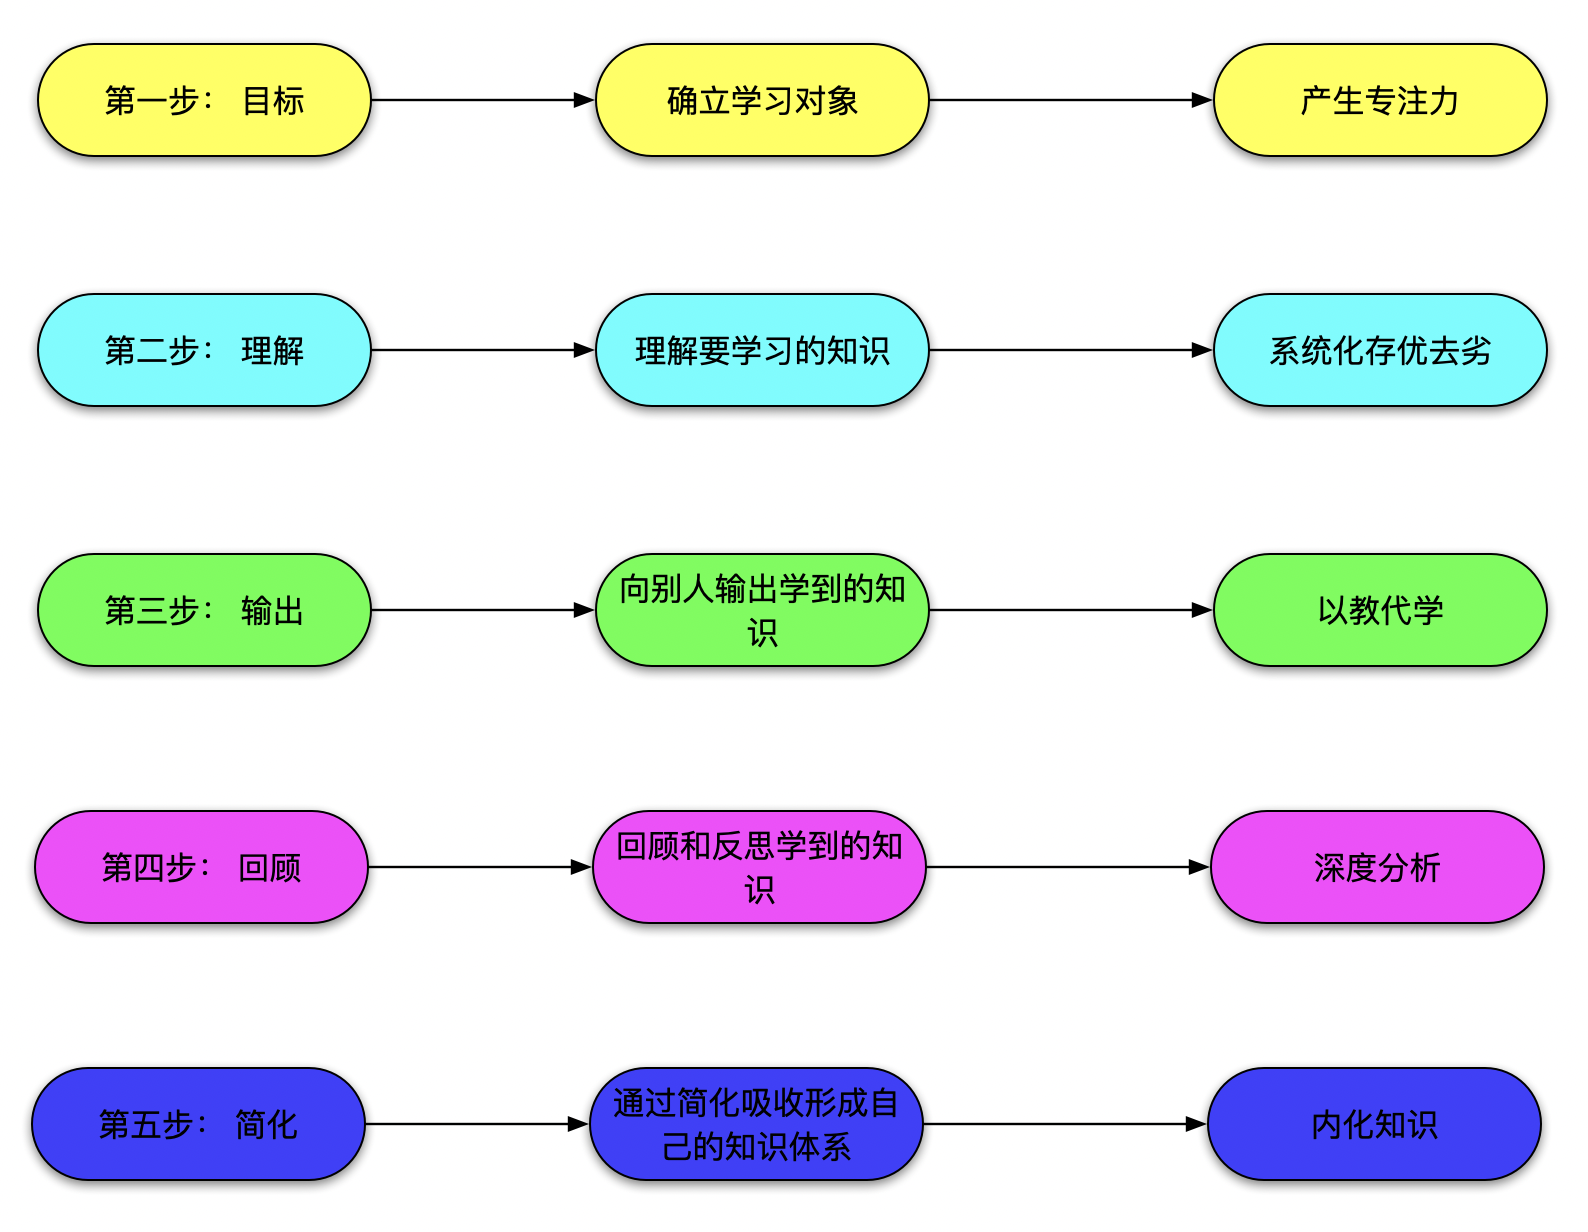 第一步： 目标
确立学习对象
产生专注力
第二步： 理解
理解要学习的知识
系统化存优去劣
第三步： 输出
向别人输出学到的知
识
以教代学
第四步： 回顾
回顾和反思学到的知
识
深度分析
第五步： 简化
通过简化吸收形成自
己的知识体系
内化知识